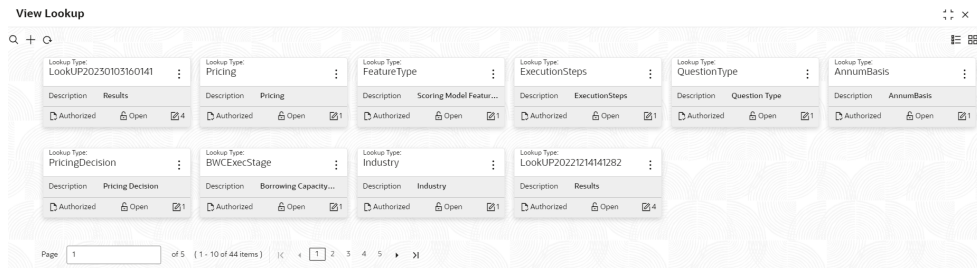 View Lookup
Lookup Type:
LookUP20230103160141
Description Results
Authorized Open 4
Lookup Type:
Pricing
Description Pricing
Authorized Open 1
Lookup Type:
FeatureType
Description Scoring Model Featur...
Authorized Open 1
Lookup Type:
ExecutionSteps
Description ExecutionSteps
Authorized Open 1
Lookup Type:
QuestionType
Description Question Type
Authorized Open 1
Lookup Type:
AnnumBasis
Description AnnumBasis
Authorized Open 1
Lookup Type:
PricingDecision
Description Pricing Decision
Authorized Open 1
Lookup Type:
BWCExecStage
Description Borrowing Capacity...
Authorized Open 1
Lookup Type:
Industry
Description Industry
Authorized Open 1
Lookup Type:
LookUP20221214141282
Description Results
Authorized Open 4
Page 1 of 5 (1 - 10 of 44 items) 1 2 3 4 5